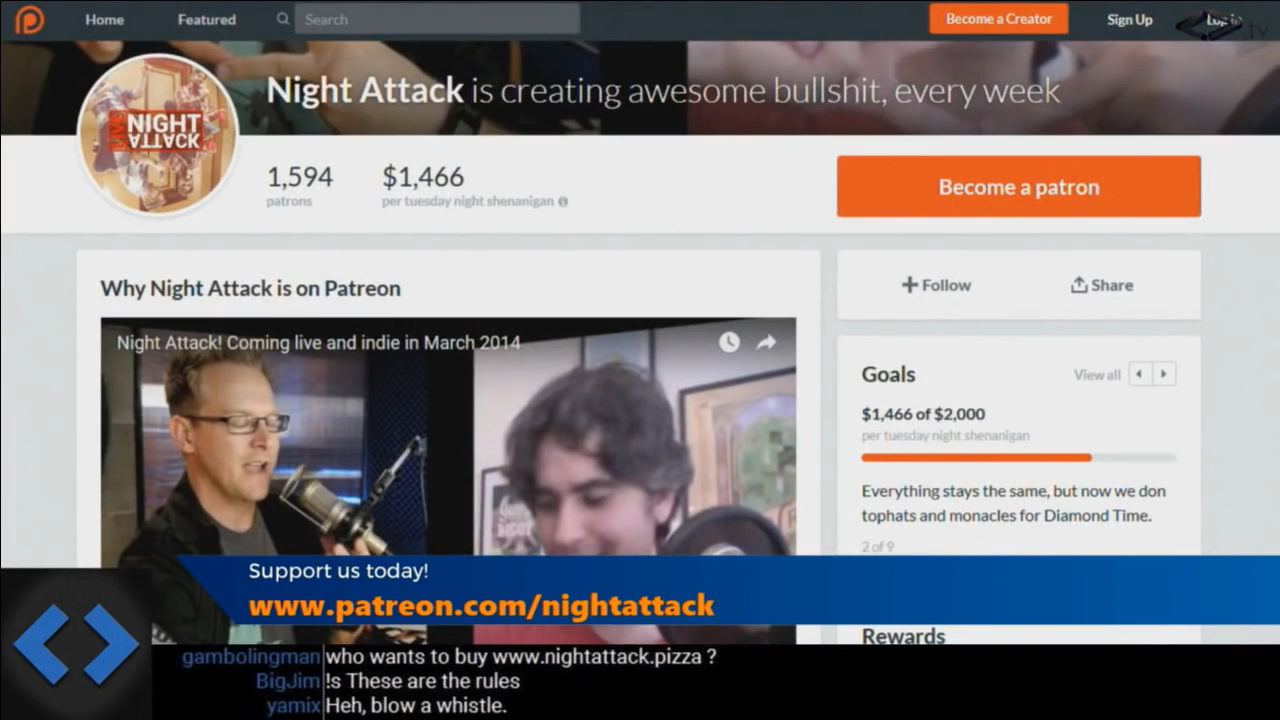 Home Featured Search Become a Creator Sign Up Log in
tv
Night Attack is creating awesome bullshit, every week
LIVE NIGHT
ATTACK
1,594 $1,466
patrons per tuesday night shenanigan
Become a patron
Why Night Attack is on Patreon
Follow Share
Night Attack! Coming live and indie in March 2014
Goals View all
$1,466 of $2,000
per tuesday night shenanigan
Everything stays the same, but now we don
tophats and monacles for Diamond Time.
2 of 9
Support us today!
www.patreon.com/nightattack
Rewards
gambolingman who wants to buy www.nightattack.pizza ?
BigJim !s These are the rules
yamix Heh, blow a whistle.